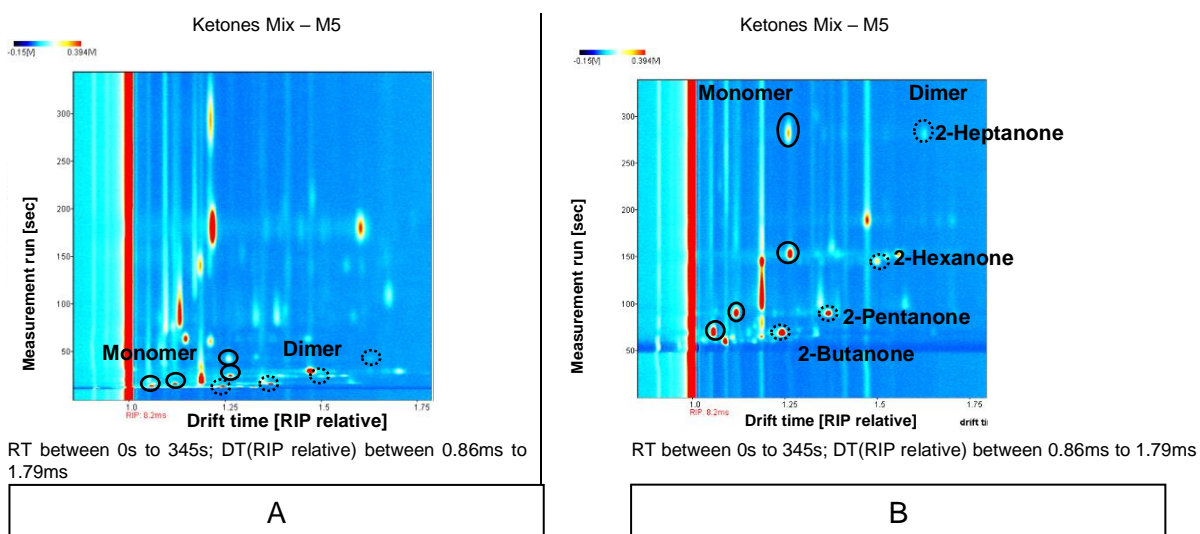 Ketones Mix – M5
-0.15[V]
0.394[V]
300-
200-
150-
100-
50-
Measurement run [sec]
Monomer
Dimer
1.0
1.25
1.5
1.75
RIP: 8.2ms
Drift time [RIP relative]
RT between 0s to 345s; DT(RIP relative) between 0.86ms to
1.79ms
A
Ketones Mix – M5
-0.15[V]
0.394[V]
Monomer
Dimer
300-
250-
200-
150-
100-
50-
Measurement run [sec]
2-Heptanone
2-Hexanone
2-Pentanone
2-Butanone
1.0
1.25
1.5
1.75
RIP: 8.2ms
Drift time [RIP relative]
drift ti
RT between 0s to 345s; DT(RIP relative) between 0.86ms to 1.79ms
B